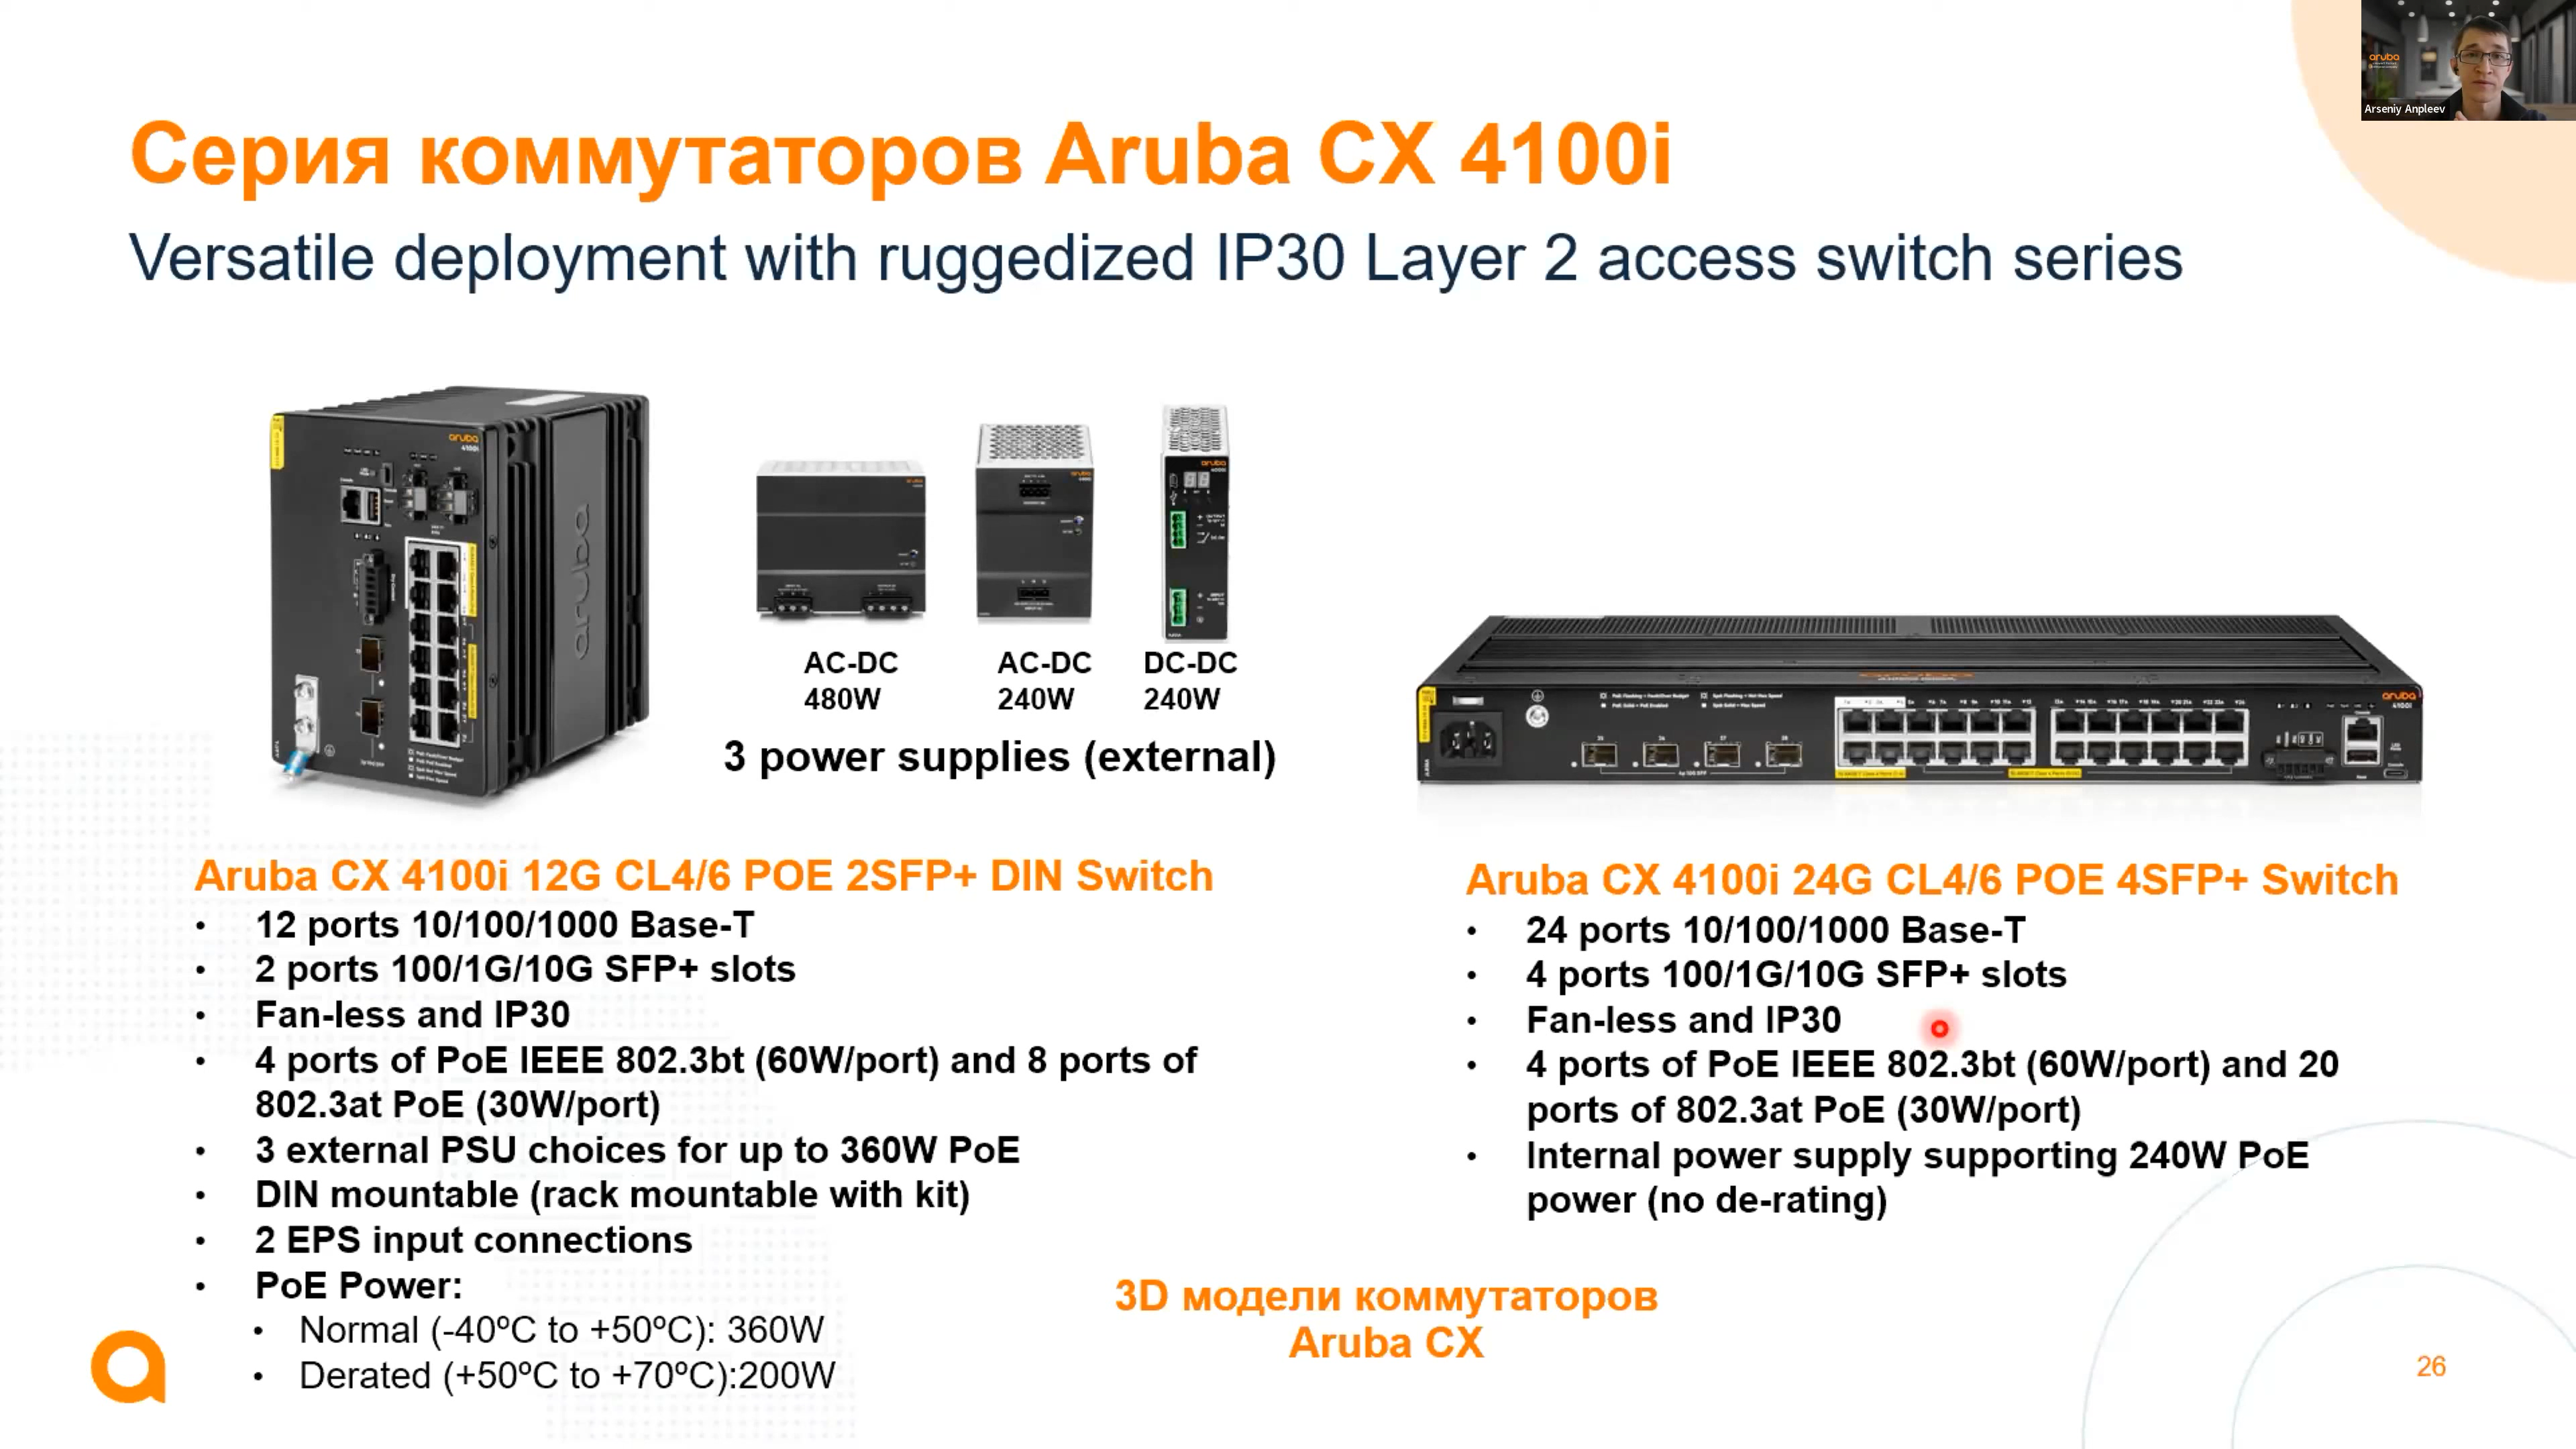 aruba
Arseniy Anpleev
Серия коммутаторов Aruba CX 4100i
Versatile deployment with ruggedized IP30 Layer 2 access switch series
aruba
4100i
aruba
AC-DC
480W
AC-DC
240W
DC-DC
240W
3 power supplies (external)
aruba
4100i
Aruba CX 4100i 12G CL4/6 POE 2SFP+ DIN Switch
• 12 ports 10/100/1000 Base-T
• 2 ports 100/1G/10G SFP+ slots
• Fan-less and IP30
• 4 ports of PoE IEEE 802.3bt (60W/port) and 8 ports of
802.3at PoE (30W/port)
• 3 external PSU choices for up to 360W PoE
• DIN mountable (rack mountable with kit)
• 2 EPS input connections
• PoE Power:
• Normal (-40ºC to +50ºC): 360W
• Derated (+50ºC to +70ºC):200W
Aruba CX 4100i 24G CL4/6 POE 4SFP+ Switch
• 24 ports 10/100/1000 Base-T
• 4 ports 100/1G/10G SFP+ slots
• Fan-less and IP30
• 4 ports of PoE IEEE 802.3bt (60W/port) and 20
ports of 802.3at PoE (30W/port)
• Internal power supply supporting 240W PoE
power (no de-rating)
3D модели коммутаторов
Aruba CX
26